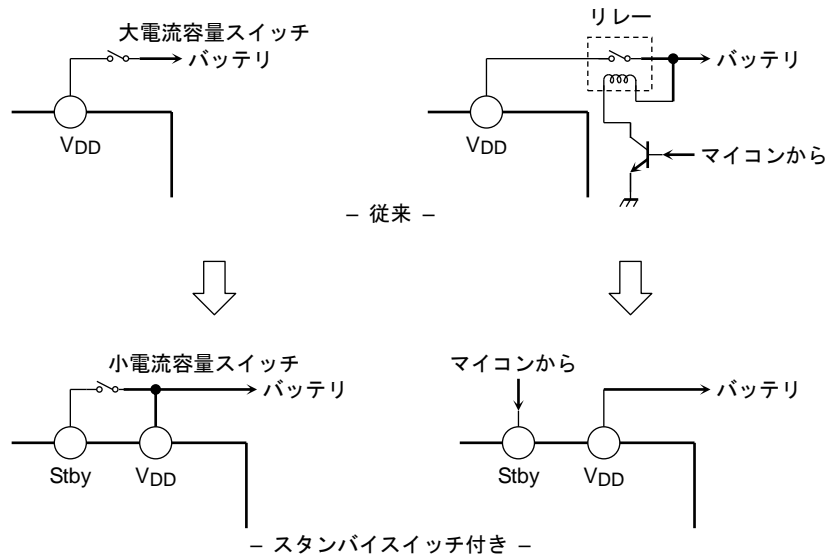 大電流容量スイッチ
バッテリ
VDD
リレー
バッテリ
VDD
マイコンから
– 従来 –
小電流容量スイッチ
バッテリ
Stby
VDD
マイコンから
バッテリ
Stby
VDD
– スタンバイスイッチ付き –